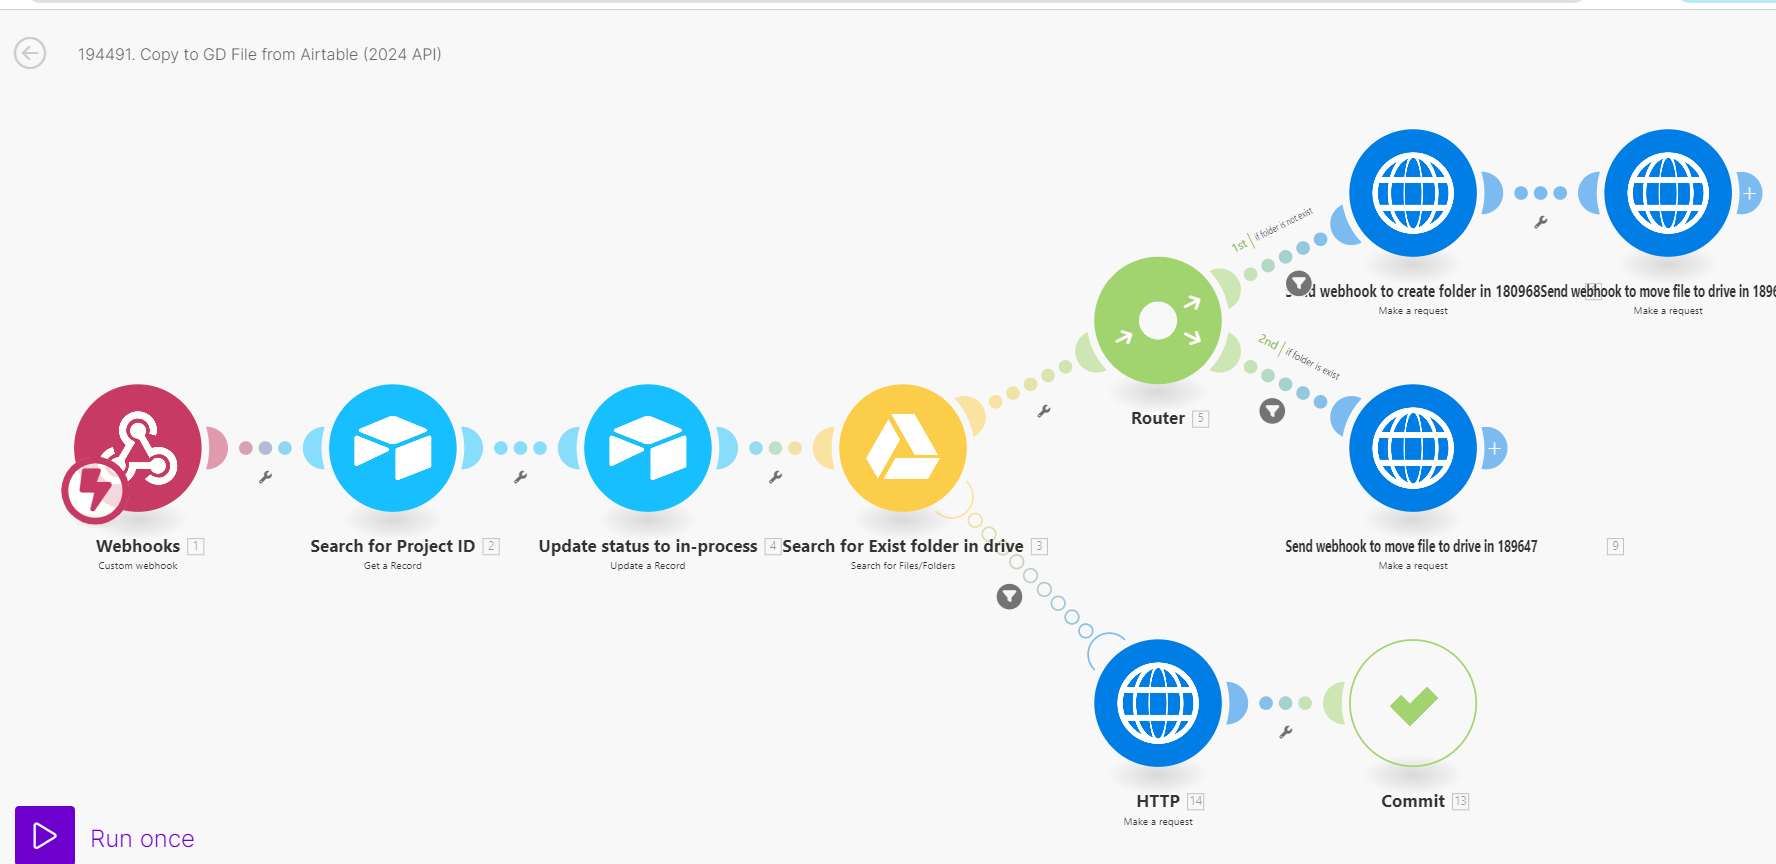 194491. Copy to GD File from Airtable (2024 API)
1st | if folder is not exist
webhook to create folder in 180968
Make a request
Send webhook to move file to drive in 1896
Make a request
2nd | if folder is exist
Router 5
Webhooks 1
Custom webhook
Search for Project ID 2
Get a Record
Update status to in-process 4
Update a Record
Search for Exist folder in drive 3
Search for Files/Folders
Send webhook to move file to drive in 189647 9
Make a request
HTTP 14
Make a request
Commit 13
Run once